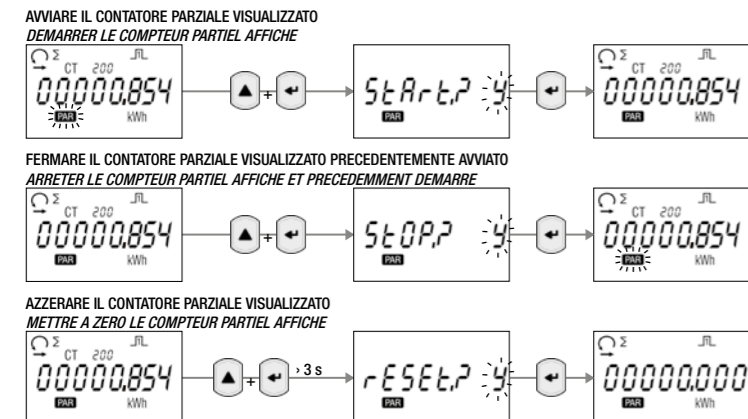 AVVIARE IL CONTATORE PARZIALE VISUALIZZATO
DEMARRER LE COMPTEUR PARTIEL AFFICHE
Σ
CT 200
00000.854
PAR kWh
+
StArt,? y
PAR
Σ
CT 200
00000.854
PAR kWh
FERMARE IL CONTATORE PARZIALE VISUALIZZATO PRECEDENTEMENTE AVVIATO
ARRETER LE COMPTEUR PARTIEL AFFICHE ET PRECEDEMMENT DEMARRE
Σ
CT 200
00000.854
PAR kWh
+
StOP,? y
PAR
Σ
CT 200
00000.854
PAR kWh
AZZERARE IL CONTATORE PARZIALE VISUALIZZATO
METTRE A ZERO LE COMPTEUR PARTIEL AFFICHE
Σ
CT 200
00000.854
PAR kWh
+ › 3 s
rESEt,? y
PAR
Σ
00000.000
PAR kWh